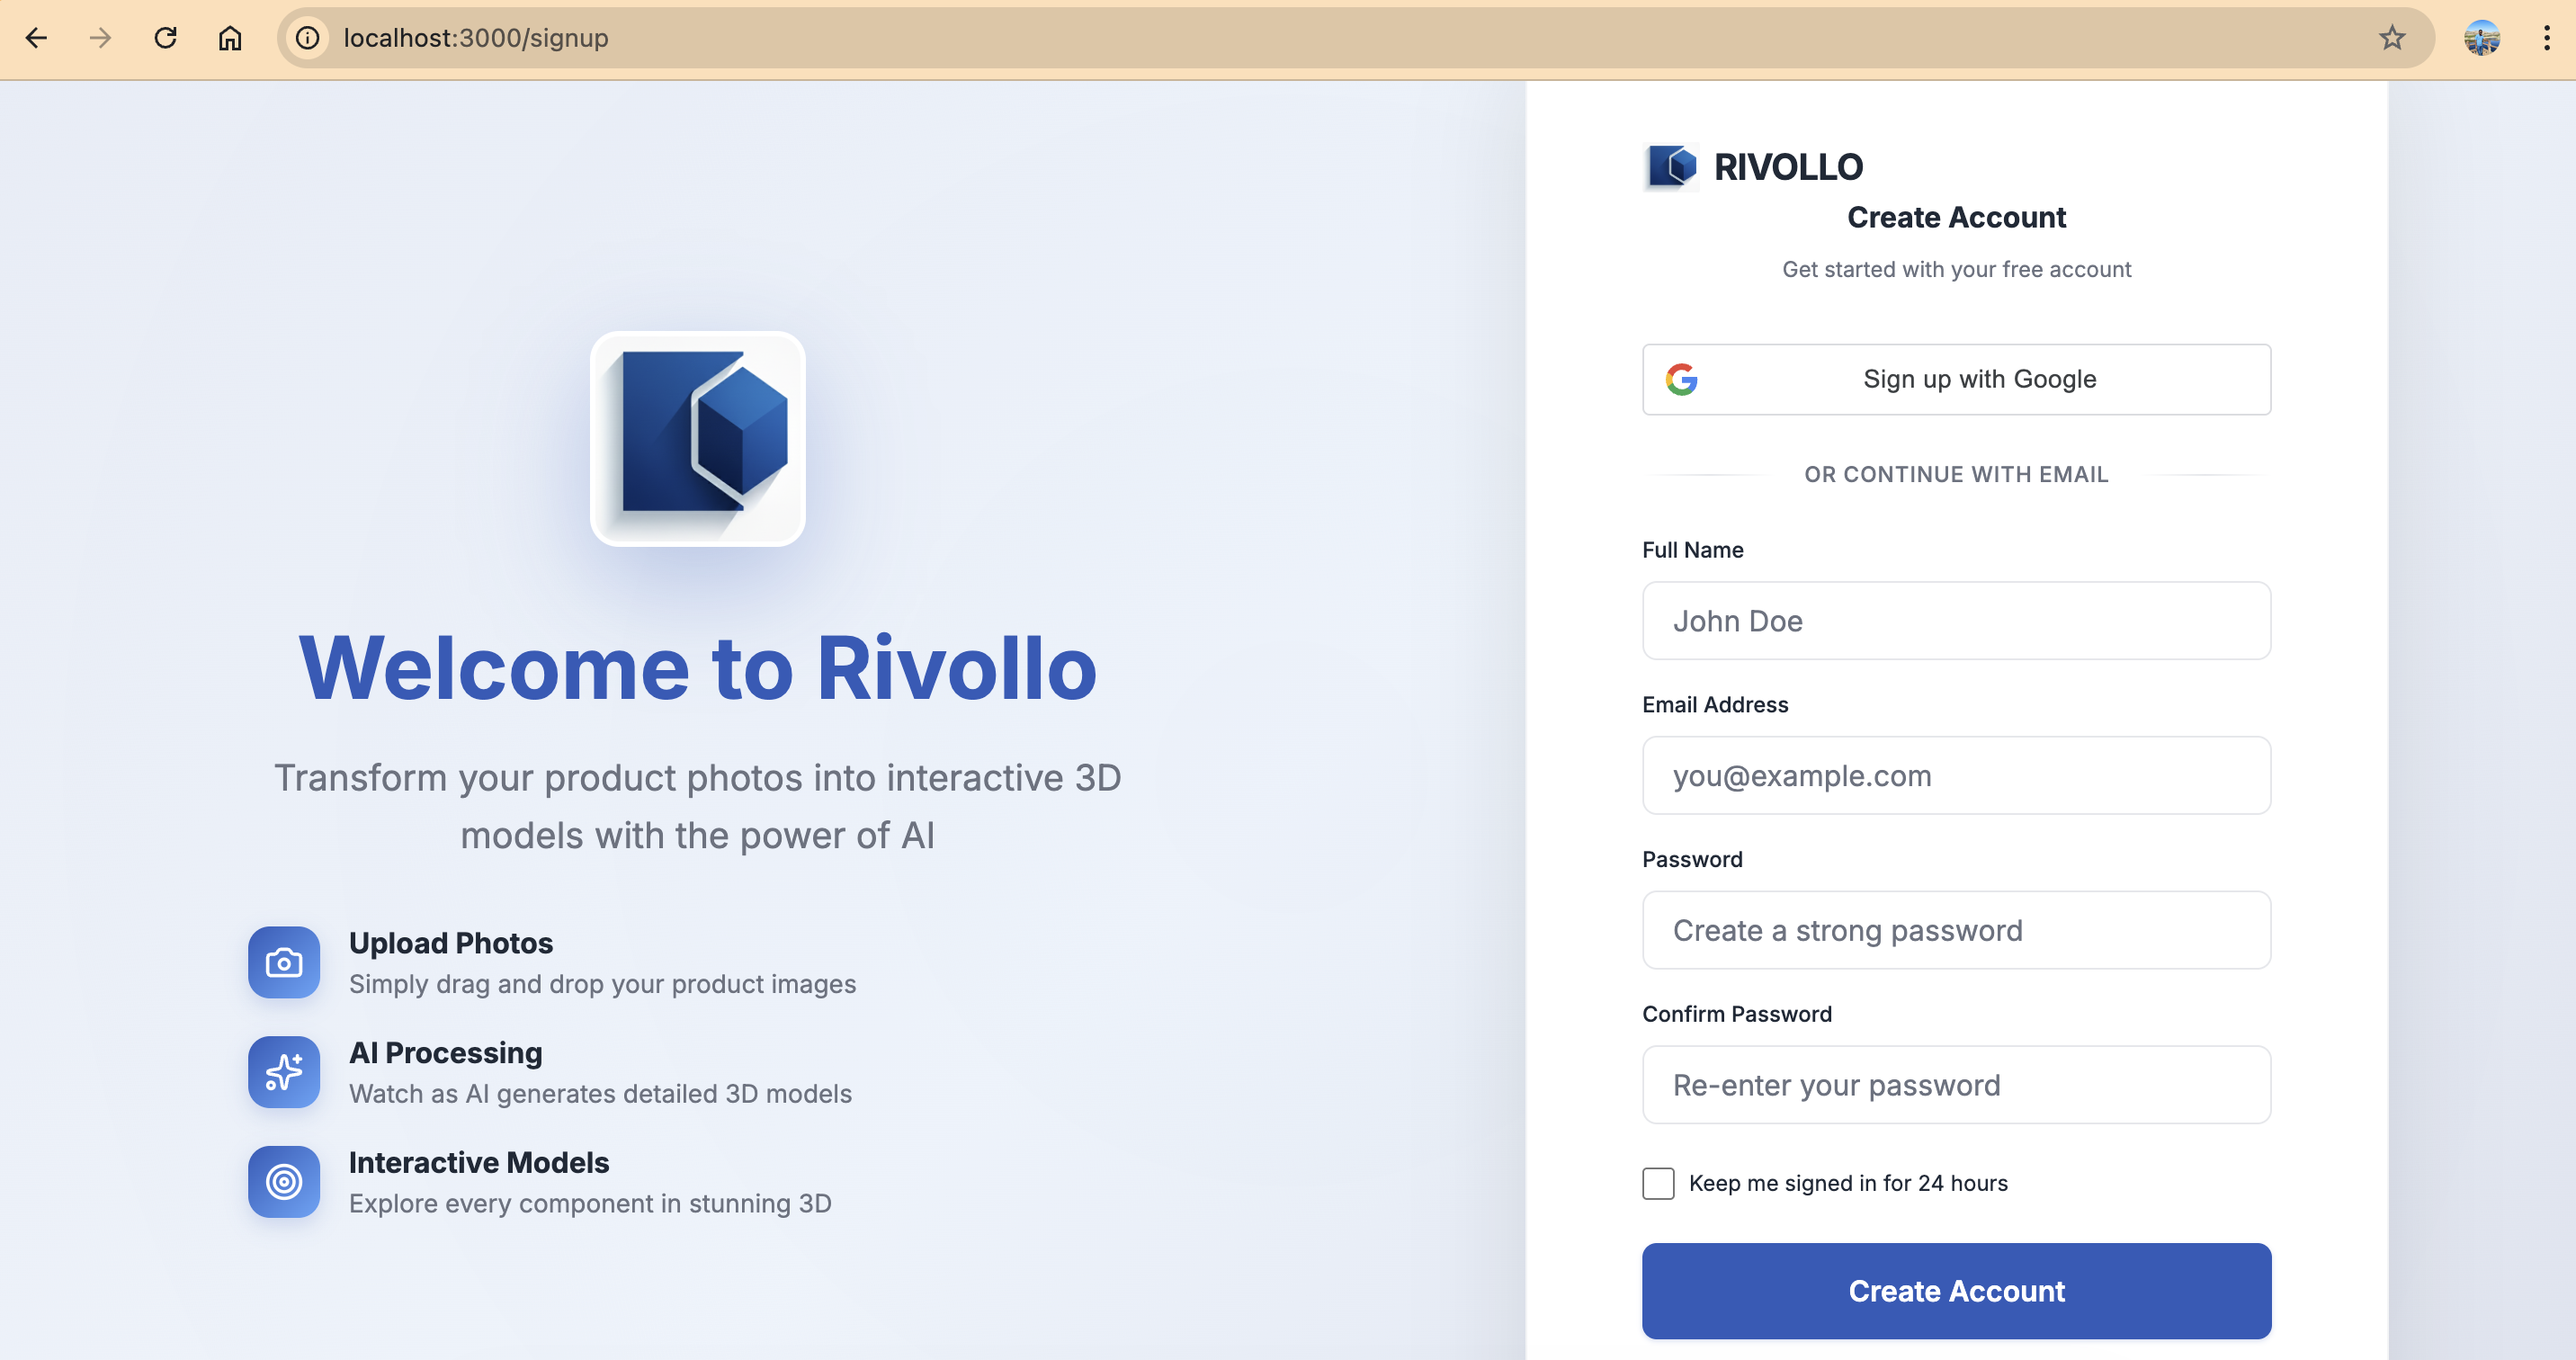 localhost:3000/signup
RIVOLLO
Create Account
Get started with your free account
Sign up with Google
OR CONTINUE WITH EMAIL
Full Name
John Doe
Email Address
you@example.com
Password
Create a strong password
Confirm Password
Re-enter your password
Keep me signed in for 24 hours
Create Account
Welcome to Rivollo
Transform your product photos into interactive 3D
models with the power of AI
Upload Photos
Simply drag and drop your product images
AI Processing
Watch as AI generates detailed 3D models
Interactive Models
Explore every component in stunning 3D